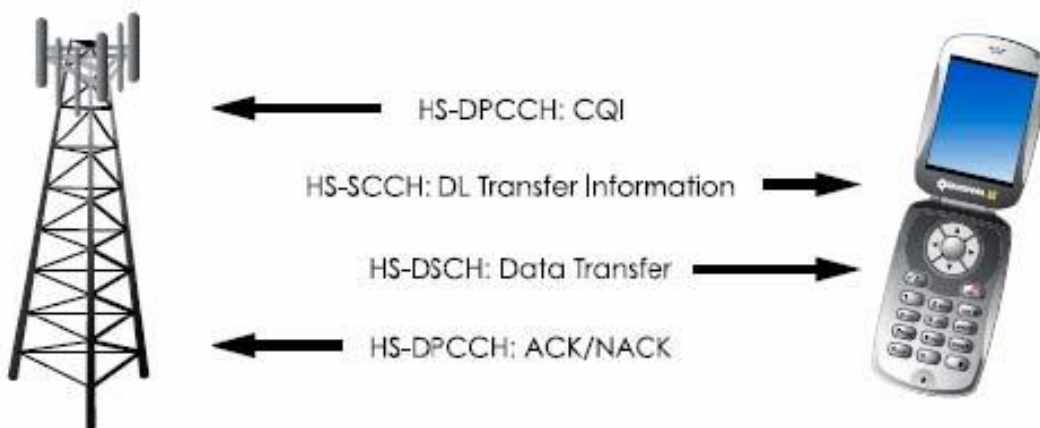 HS-DPCCH: CQI
HS-SCCH: DL Transfer Information
HS-DSCH: Data Transfer
HS-DPCCH: ACK/NACK